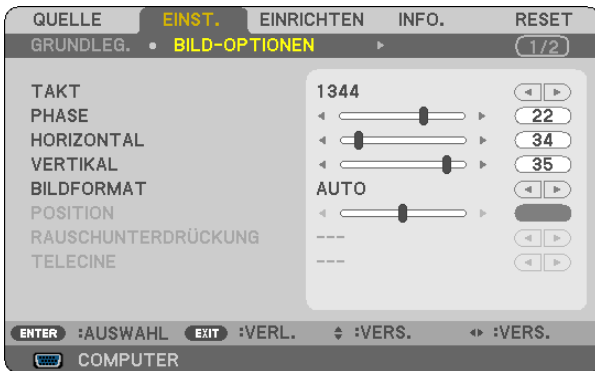 QUELLE EINST. EINRICHTEN INFO. RESET
GRUNDLEG. • BILD-OPTIONEN 1/2
TAKT 1344
PHASE 22
HORIZONTAL 34
VERTIKAL 35
BILDFORMAT AUTO
POSITION
RAUSCHUNTERDRÜCKUNG ---
TELECINE ---
ENTER :AUSWAHL EXIT :VERL. :VERS. :VERS.
COMPUTER